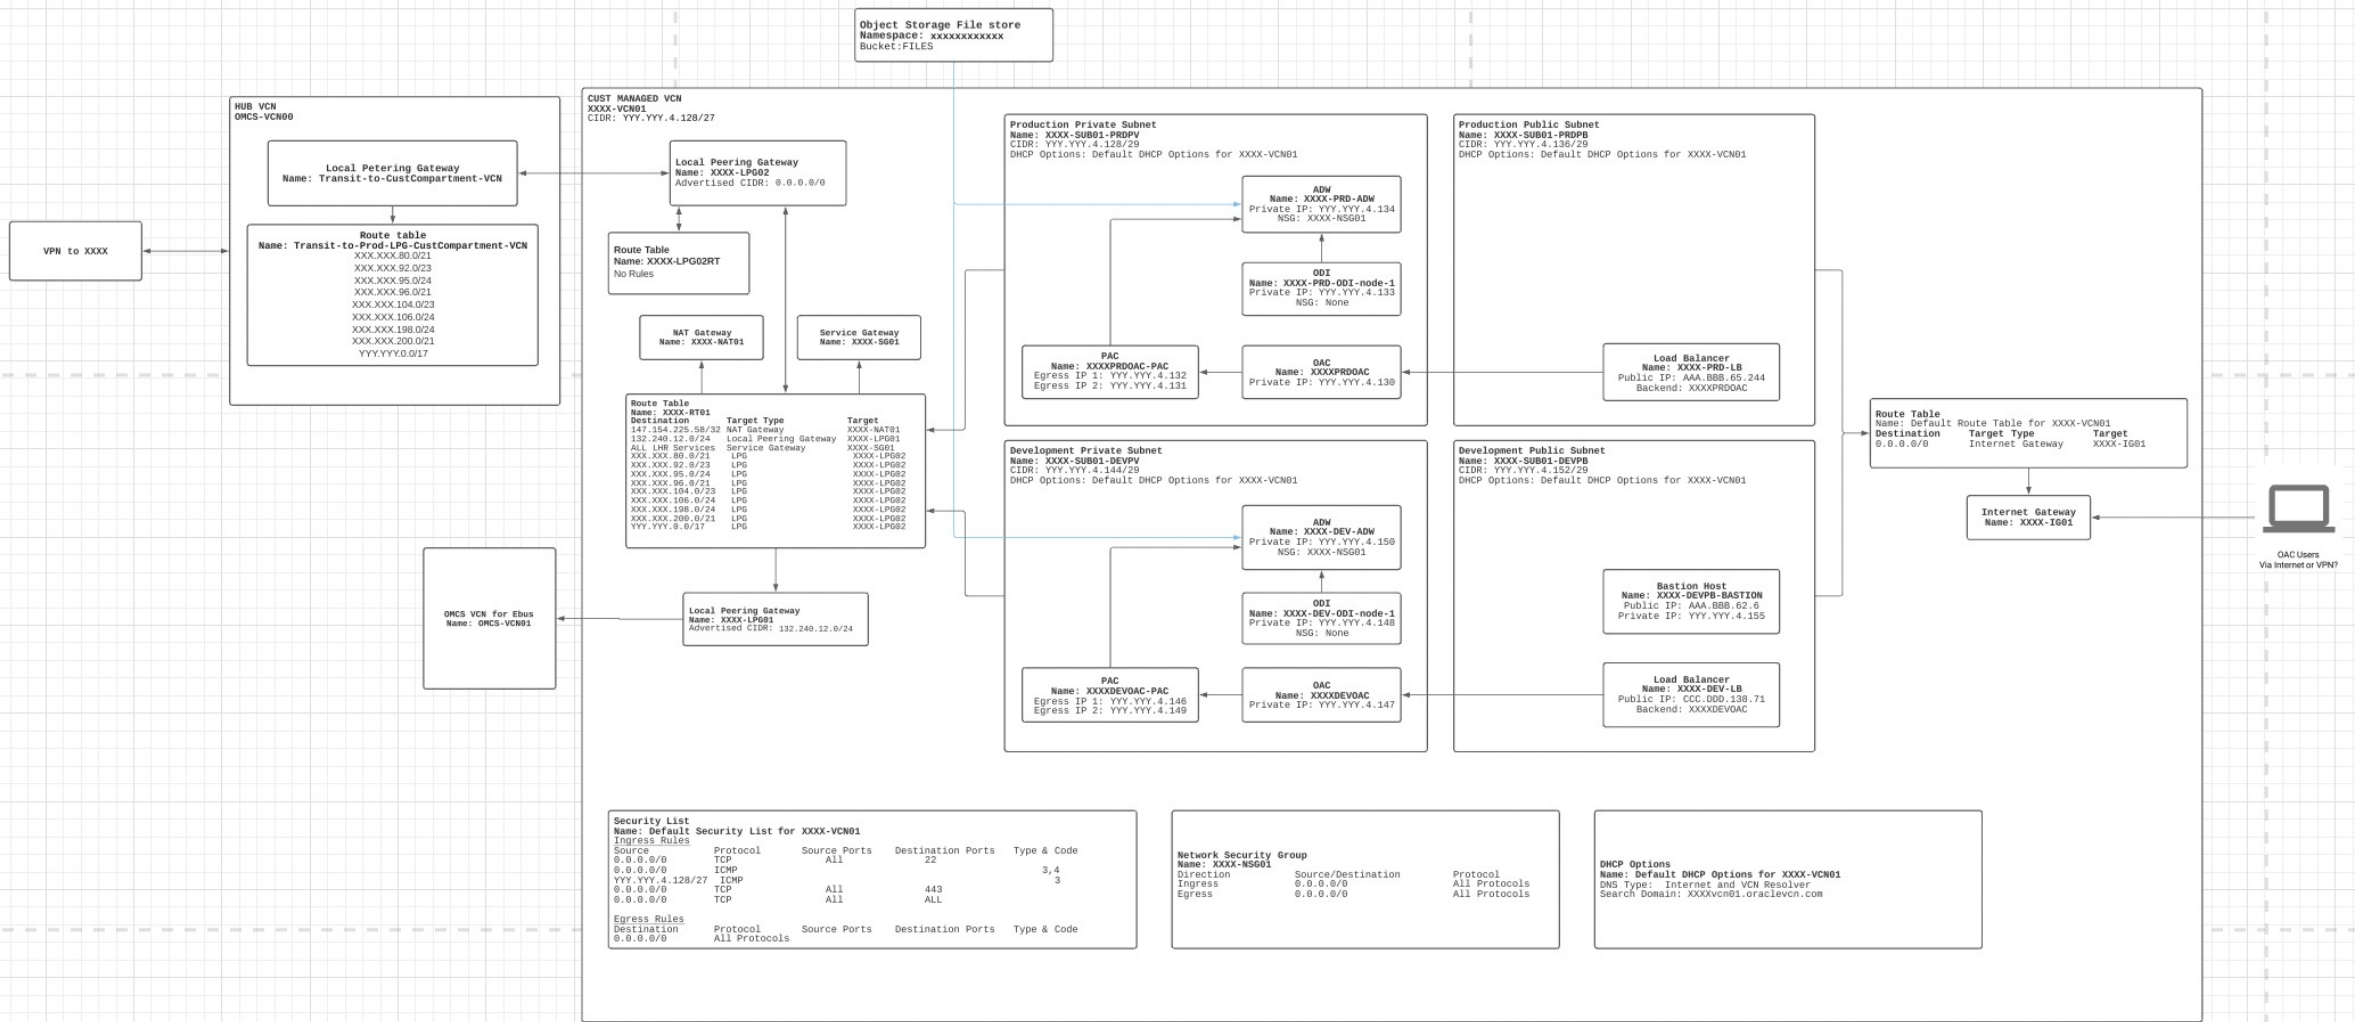 Object Storage File store
Namespace: xxxxxxxxxxxx
Bucket:FILES
HUB VCN
OMCS-VCN00
Local Petering Gateway
Name: Transit-to-CustCompartment-VCN
Route table
Name: Transit-to-Prod-LPG-CustCompartment-VCN
XXX.XXX.80.0/21
XXX.XXX.92.0/23
XXX.XXX.95.0/24
XXX.XXX.96.0/21
XXX.XXX.104.0/23
XXX.XXX.106.0/24
XXX.XXX.198.0/24
XXX.XXX.200.0/21
YYY.YYY.0.0/17
VPN to XXXX
CUST MANAGED VCN
XXXX-VCN01
CIDR: YYY.YYY.4.128/27
Local Peering Gateway
Name: XXXX-LPG02
Advertised CIDR: 0.0.0.0/0
Route Table
Name: XXXX-LPG02RT
No Rules
NAT Gateway
Name: XXXX-NAT01
Service Gateway
Name: XXXX-SG01
Route Table
Name: XXXX-RT01
Destination Target Type Target
147.154.225.58/32 NAT Gateway XXXX-NAT01
132.240.12.0/24 Local Peering Gateway XXXX-LPG01
ALL LHR Services Service Gateway XXXX-SG01
XXX.XXX.80.0/21 LPG XXXX-LPG02
XXX.XXX.92.0/23 LPG XXXX-LPG02
XXX.XXX.95.0/24 LPG XXXX-LPG02
XXX.XXX.96.0/21 LPG XXXX-LPG02
XXX.XXX.104.0/23 LPG XXXX-LPG02
XXX.XXX.106.0/24 LPG XXXX-LPG02
XXX.XXX.198.0/24 LPG XXXX-LPG02
XXX.XXX.200.0/21 LPG XXXX-LPG02
YYY.YYY.0.0/17 LPG XXXX-LPG02
Local Peering Gateway
Name: XXXX-LPG01
Advertised CIDR: 132.240.12.0/24
OMCS VCN for Ebus
Name: OMCS-VCN01
Production Private Subnet
Name: XXXX-SUB01-PRDPV
CIDR: YYY.YYY.4.128/29
DHCP Options: Default DHCP Options for XXXX-VCN01
ADW
Name: XXXX-PRD-ADW
Private IP: YYY.YYY.4.134
NSG: XXXX-NSG01
ODI
Name: XXXX-PRD-ODI-node-1
Private IP: YYY.YYY.4.133
NSG: None
PAC
Name: XXXXPRDOAC-PAC
Egress IP 1: YYY.YYY.4.132
Egress IP 2: YYY.YYY.4.131
OAC
Name: XXXXPRDOAC
Private IP: YYY.YYY.4.130
Production Public Subnet
Name: XXXX-SUB01-PRDPB
CIDR: YYY.YYY.4.136/29
DHCP Options: Default DHCP Options for XXXX-VCN01
Load Balancer
Name: XXXX-PRD-LB
Public IP: AAA.BBB.65.244
Backend: XXXXPRDOAC
Development Private Subnet
Name: XXXX-SUB01-DEVPV
CIDR: YYY.YYY.4.144/29
DHCP Options: Default DHCP Options for XXXX-VCN01
ADW
Name: XXXX-DEV-ADW
Private IP: YYY.YYY.4.150
NSG: XXXX-NSG01
ODI
Name: XXXX-DEV-ODI-node-1
Private IP: YYY.YYY.4.148
NSG: None
PAC
Name: XXXXDEVOAC-PAC
Egress IP 1: YYY.YYY.4.146
Egress IP 2: YYY.YYY.4.149
OAC
Name: XXXXDEVOAC
Private IP: YYY.YYY.4.147
Development Public Subnet
Name: XXXX-SUB01-DEVPB
CIDR: YYY.YYY.4.152/29
DHCP Options: Default DHCP Options for XXXX-VCN01
Bastion Host
Name: XXXX-DEVPB-BASTION
Public IP: AAA.BBB.62.6
Private IP: YYY.YYY.4.155
Load Balancer
Name: XXXX-DEV-LB
Public IP: CCC.DDD.138.71
Backend: XXXXDEVOAC
Route Table
Name: Default Route Table for XXXX-VCN01
Destination Target Type Target
0.0.0.0/0 Internet Gateway XXXX-IG01
Internet Gateway
Name: XXXX-IG01
OAC Users
Via Internet or VPN?
Security List
Name: Default Security List for XXXX-VCN01
Ingress Rules
Source Protocol Source Ports Destination Ports Type & Code
0.0.0.0/0 TCP All 22
0.0.0.0/0 ICMP 3,4
YYY.YYY.4.128/27 ICMP 3
0.0.0.0/0 TCP All 443
0.0.0.0/0 TCP All ALL
Egress Rules
Destination Protocol Source Ports Destination Ports Type & Code
0.0.0.0/0 All Protocols
Network Security Group
Name: XXXX-NSG01
Direction Source/Destination Protocol
Ingress 0.0.0.0/0 All Protocols
Egress 0.0.0.0/0 All Protocols
DHCP Options
Name: Default DHCP Options for XXXX-VCN01
DNS Type: Internet and VCN Resolver
Search Domain: XXXXvcn01.oraclevcn.com